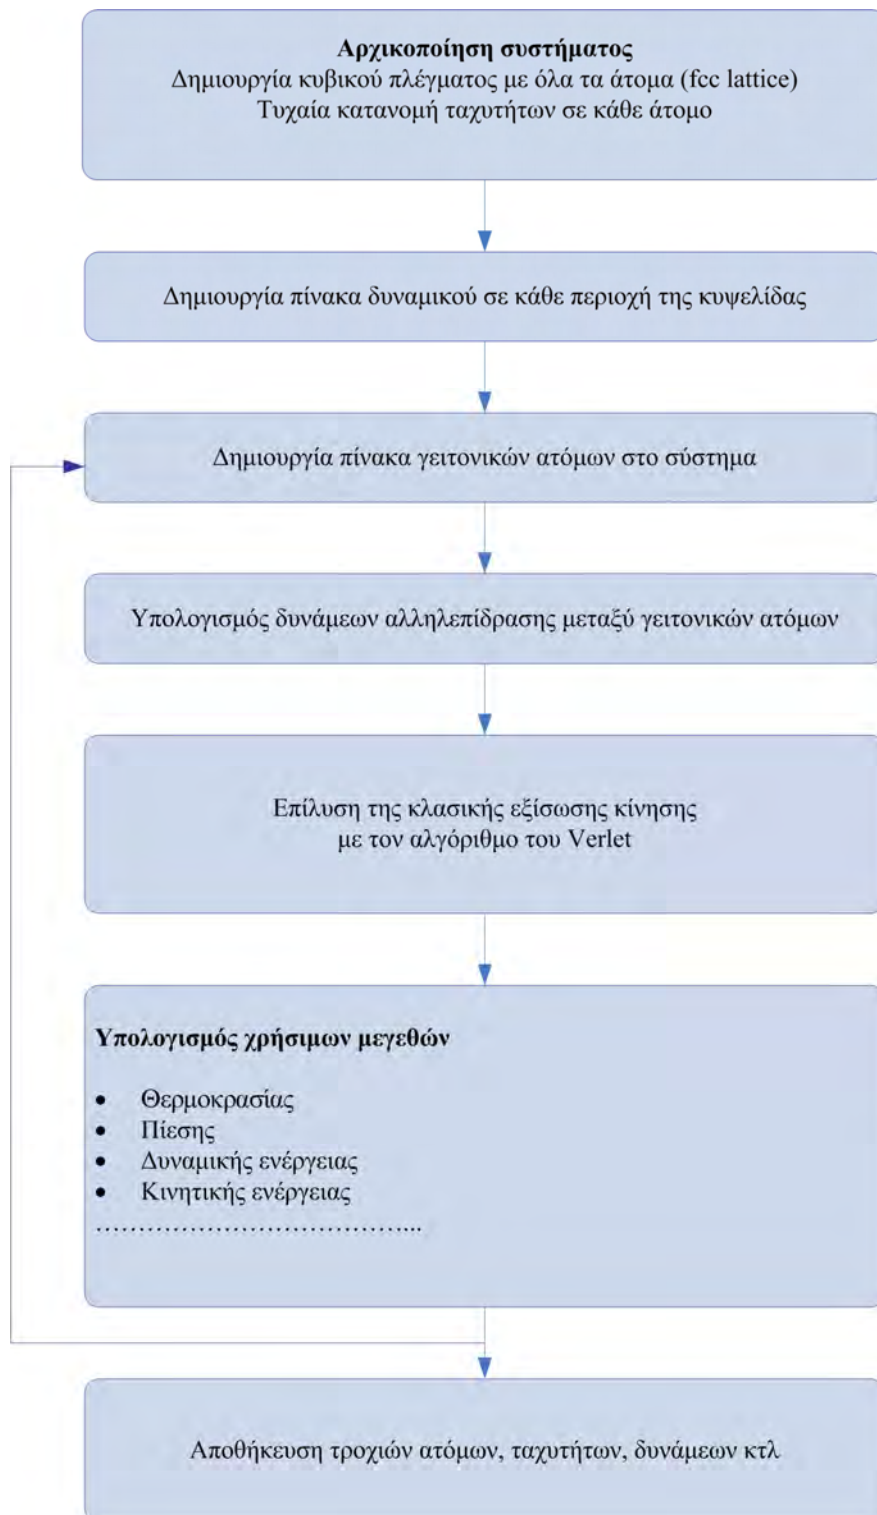 Αρχικοποίηση συστήματος
Δημιουργία κυβικού πλέγματος με όλα τα άτομα (fcc lattice)
Τυχαία κατανομή ταχυτήτων σε κάθε άτομο
Δημιουργία πίνακα δυναμικού σε κάθε περιοχή της κυψελίδας
Δημιουργία πίνακα γειτονικών ατόμων στο σύστημα
Υπολογισμός δυνάμεων αλληλεπίδρασης μεταξύ γειτονικών ατόμων
Επίλυση της κλασικής εξίσωσης κίνησης
με τον αλγόριθμο του Verlet
Υπολογισμός χρήσιμων μεγεθών
• Θερμοκρασίας
• Πίεσης
• Δυναμικής ενέργειας
• Κινητικής ενέργειας
…………………………………...
Αποθήκευση τροχιών ατόμων, ταχυτήτων, δυνάμεων κτλ